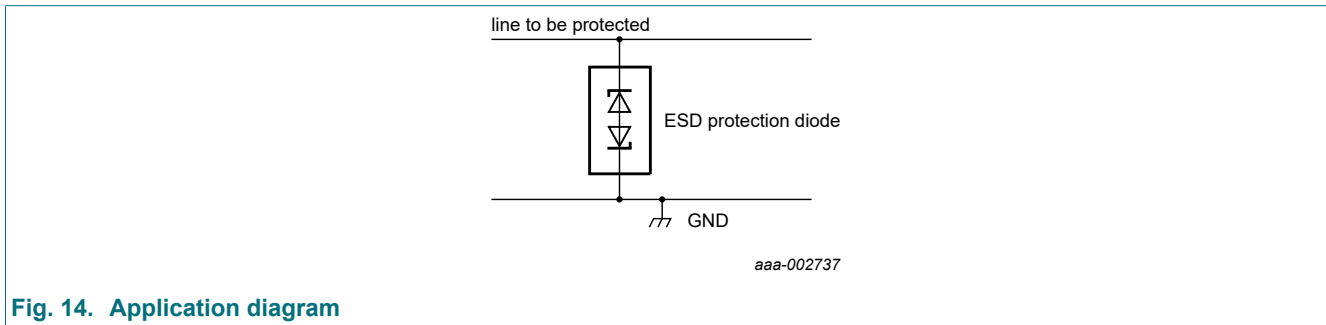 line to be protected
ESD protection diode
GND
aaa-002737
Fig. 14. Application diagram